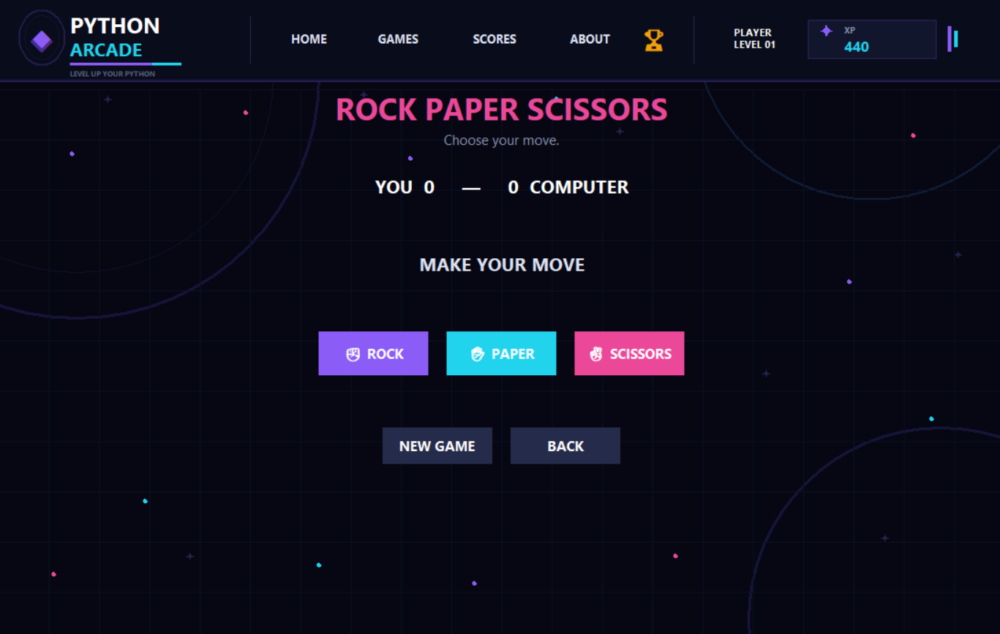 PYTHON
ARCADE
LEVEL UP YOUR PYTHON
HOME GAMES SCORES ABOUT
PLAYER
LEVEL 01
XP
440
ROCK PAPER SCISSORS
Choose your move.
YOU 0 — 0 COMPUTER
MAKE YOUR MOVE
ROCK PAPER SCISSORS
NEW GAME BACK